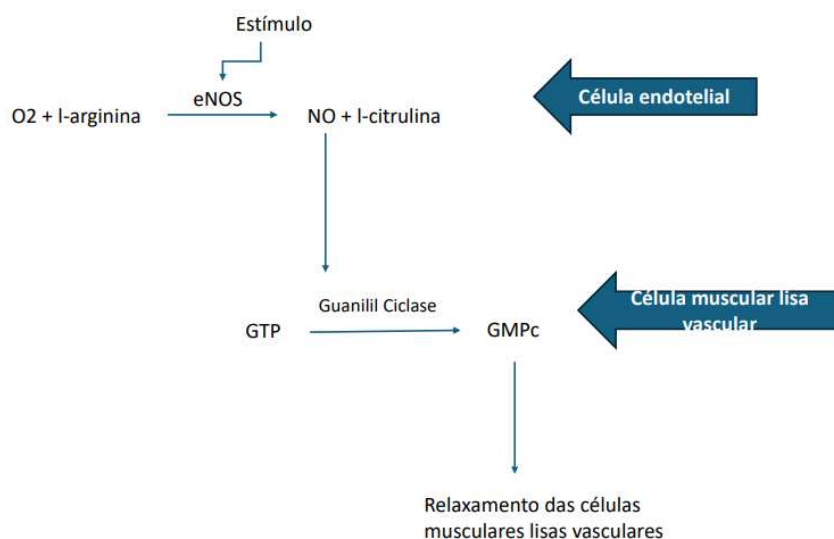 Estímulo
eNOS
O2 + l-arginina
NO + l-citrulina
Célula endotelial
Guanilil Ciclase
GTP
GMPc
Célula muscular lisa
vascular
Relaxamento das células
musculares lisas vasculares